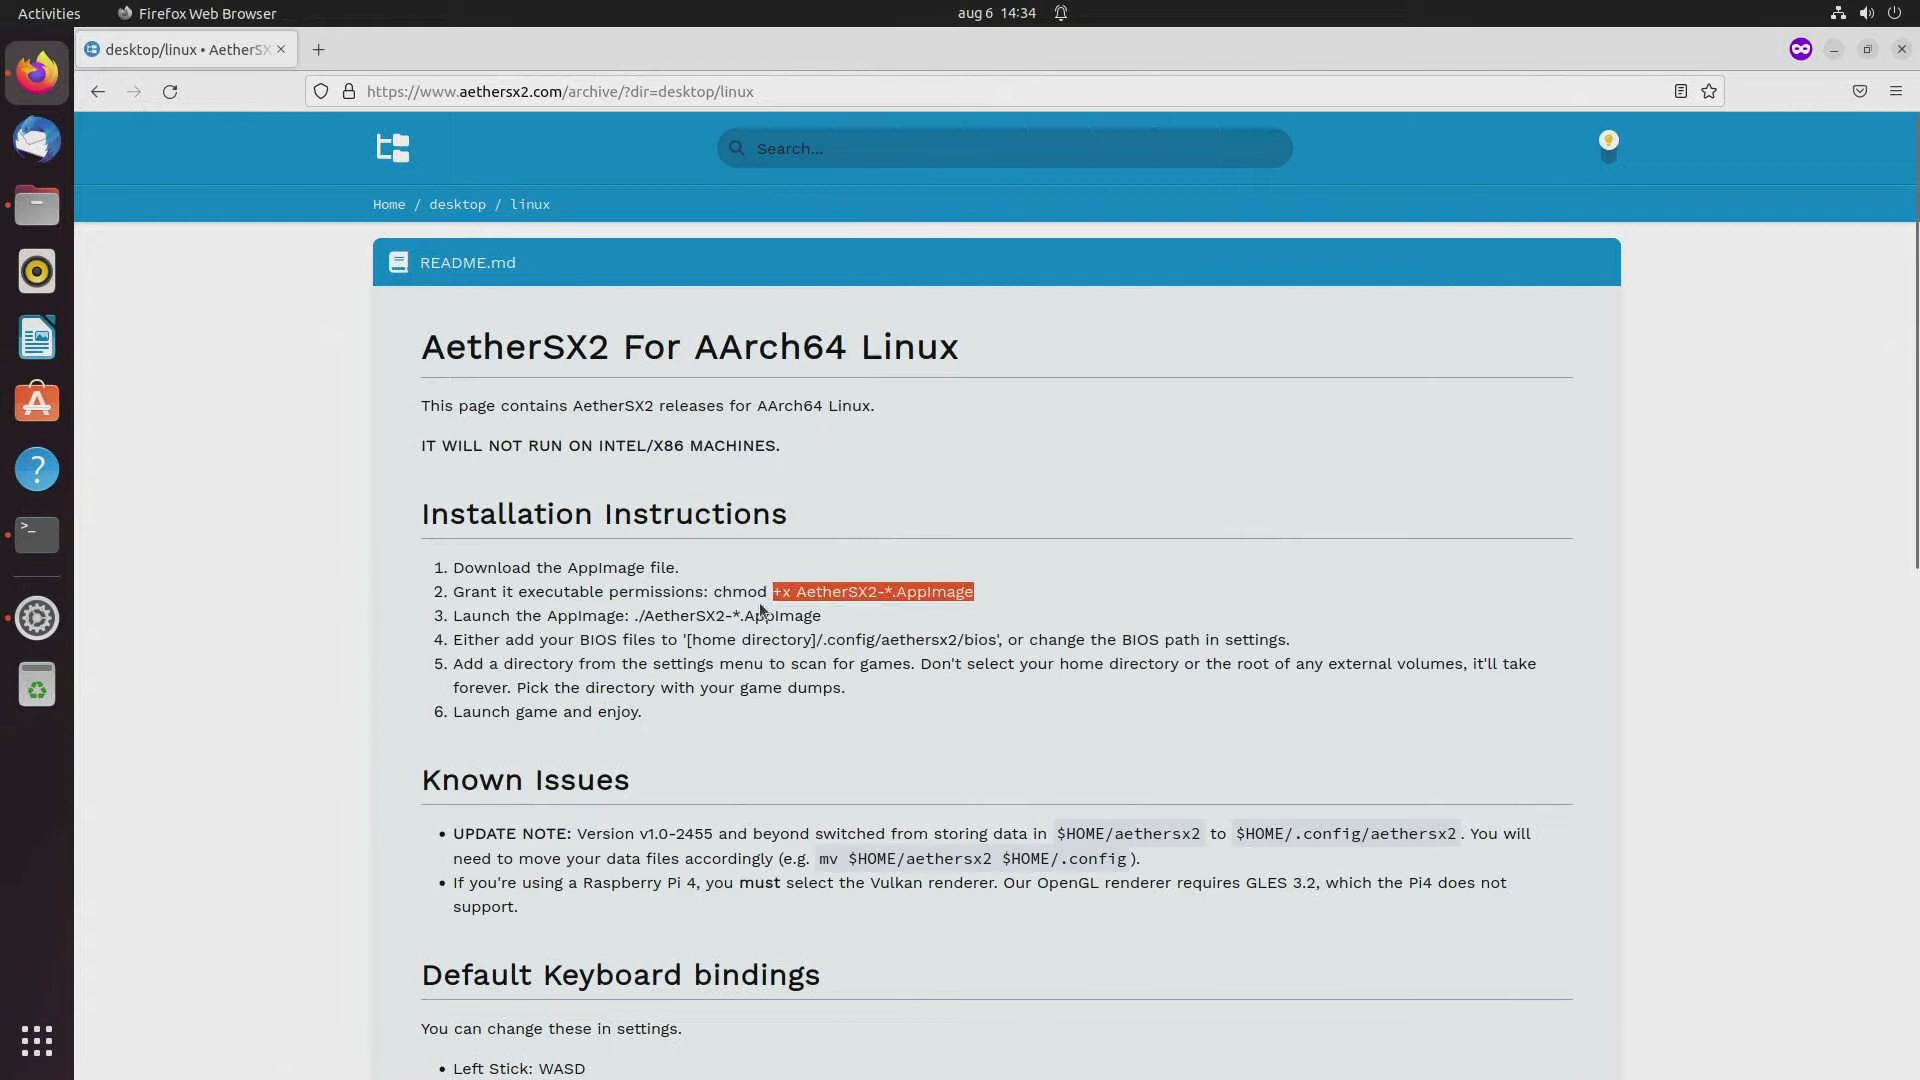 Activities
Firefox Web Browser
aug 6 14:34
desktop/linux • AetherSX
https://www.aethersx2.com/archive/?dir=desktop/linux
Search...
Home / desktop / linux
README.md
AetherSX2 For AArch64 Linux
This page contains AetherSX2 releases for AArch64 Linux.
IT WILL NOT RUN ON INTEL/X86 MACHINES.
Installation Instructions
1. Download the AppImage file.
2. Grant it executable permissions: chmod +x AetherSX2-*.AppImage
3. Launch the AppImage: ./AetherSX2-*.AppImage
4. Either add your BIOS files to '[home directory]/.config/aethersx2/bios', or change the BIOS path in settings.
5. Add a directory from the settings menu to scan for games. Don't select your home directory or the root of any external volumes, it'll take
forever. Pick the directory with your game dumps.
6. Launch game and enjoy.
Known Issues
• UPDATE NOTE: Version v1.0-2455 and beyond switched from storing data in $HOME/aethersx2 to $HOME/.config/aethersx2. You will
need to move your data files accordingly (e.g. mv $HOME/aethersx2 $HOME/.config).
• If you're using a Raspberry Pi 4, you must select the Vulkan renderer. Our OpenGL renderer requires GLES 3.2, which the Pi4 does not
support.
Default Keyboard bindings
You can change these in settings.
• Left Stick: WASD